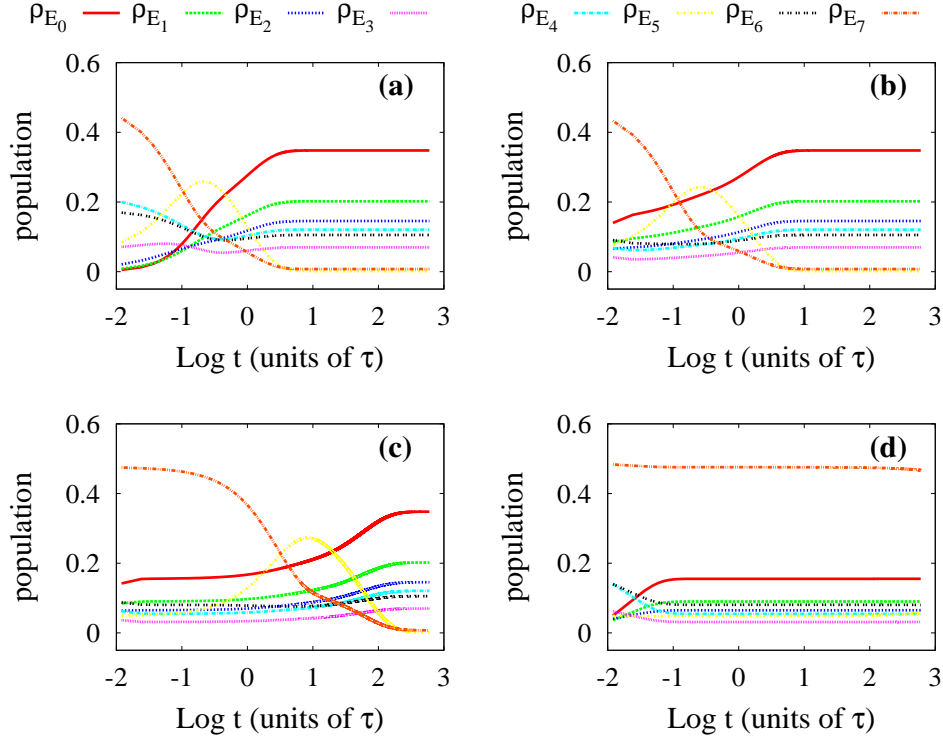 ρE0 ρE1 ρE2 ρE3 ρE4 ρE5 ρE6 ρE7
(a)
population
0.6
0.4
0.2
0
-2 -1 0 1 2 3
Log t (units of τ)
(b)
population
0.6
0.4
0.2
0
-2 -1 0 1 2 3
Log t (units of τ)
(c)
population
0.6
0.4
0.2
0
-2 -1 0 1 2 3
Log t (units of τ)
(d)
population
0.6
0.4
0.2
0
-2 -1 0 1 2 3
Log t (units of τ)